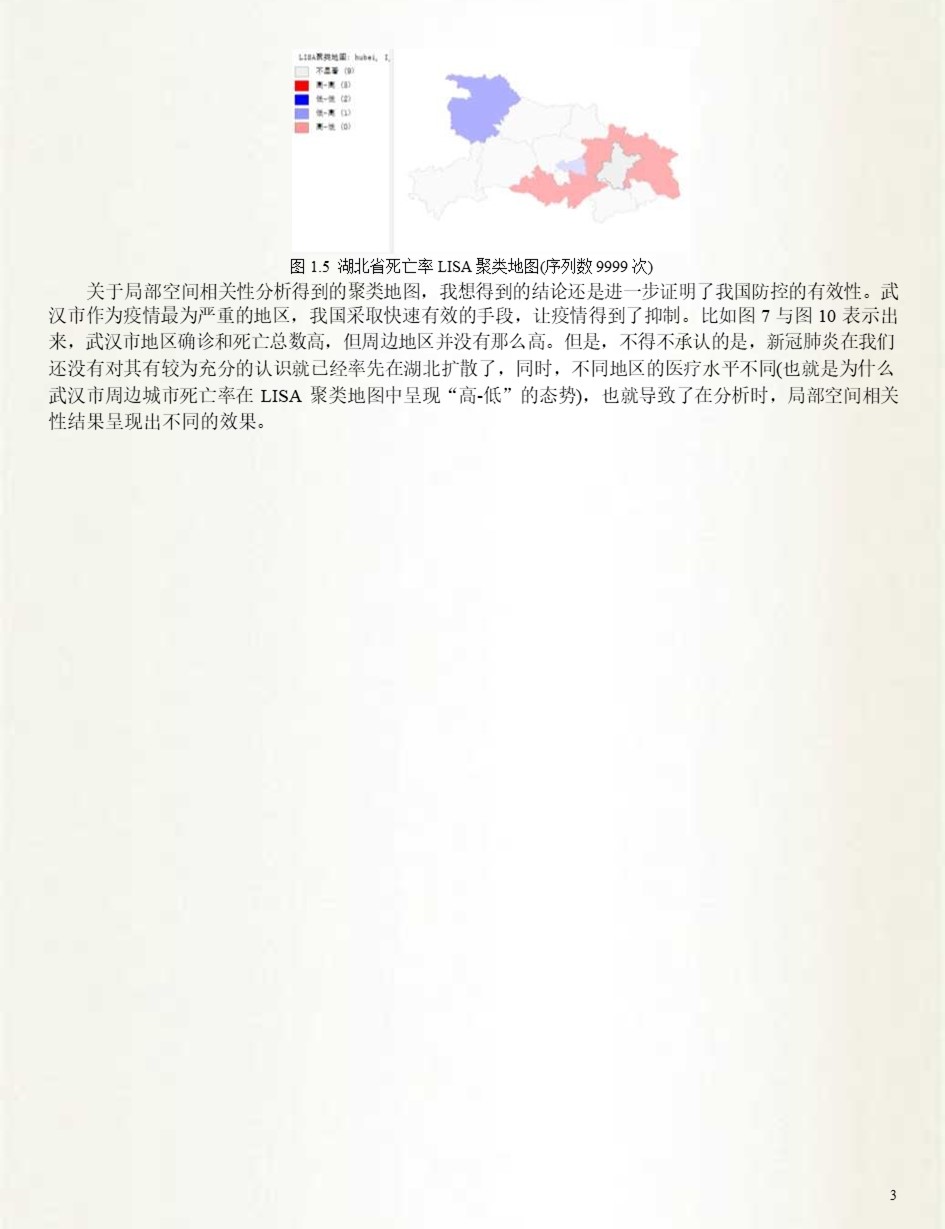 LISA聚类地图: hubei, I,
不显著 (9)
高-高 (5)
低-低 (2)
低-高 (1)
高-低 (0)
图 1.5 湖北省死亡率 LISA 聚类地图(序列数 9999 次)
关于局部空间相关性分析得到的聚类地图，我想得到的结论还是进一步证明了我国防控的有效性。武
汉市作为疫情最为严重的地区，我国采取快速有效的手段，让疫情得到了抑制。比如图 7 与图 10 表示出
来，武汉市地区确诊和死亡总数高，但周边地区并没有那么高。但是，不得不承认的是，新冠肺炎在我们
还没有对其有较为充分的认识就已经率先在湖北扩散了，同时，不同地区的医疗水平不同(也就是为什么
武汉市周边城市死亡率在 LISA 聚类地图中呈现“高-低”的态势)，也就导致了在分析时，局部空间相关
性结果呈现出不同的效果。
3